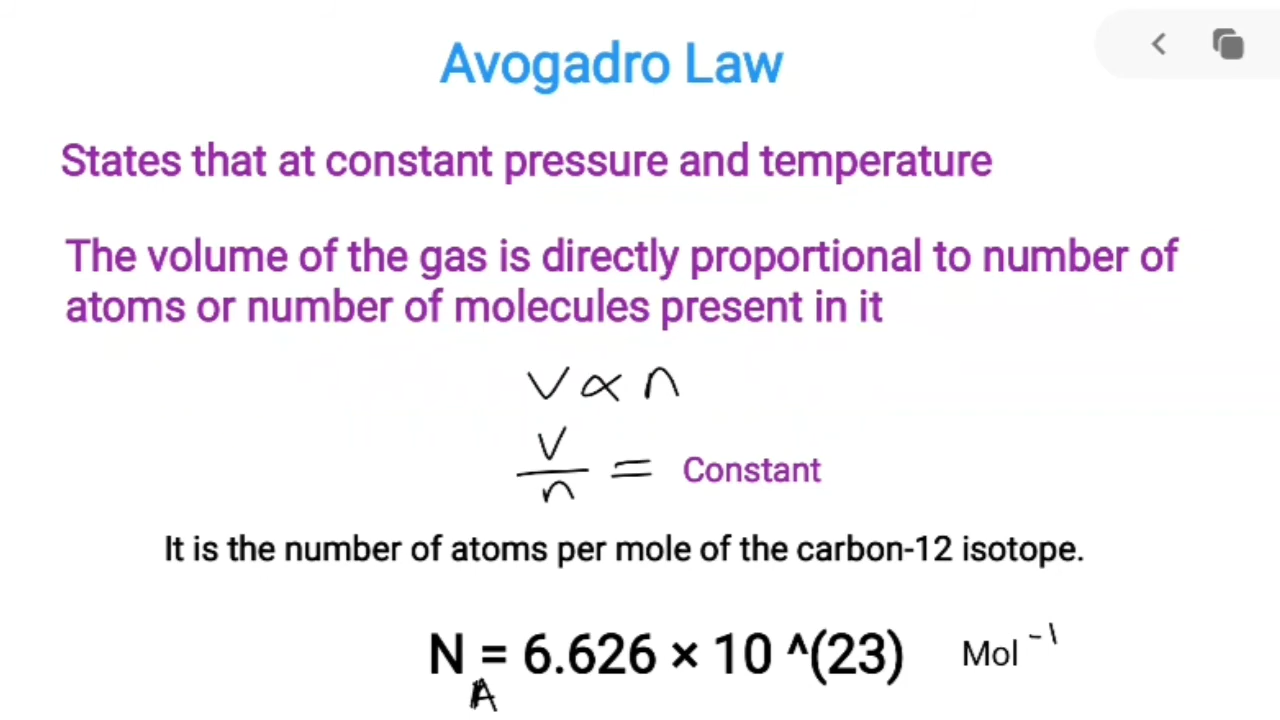 Avogadro Law
States that at constant pressure and temperature
The volume of the gas is directly proportional to number of
atoms or number of molecules present in it
V ∝ n
V
n = Constant
It is the number of atoms per mole of the carbon-12 isotope.
N = 6.626 × 10 ^(23) Mol -1
A